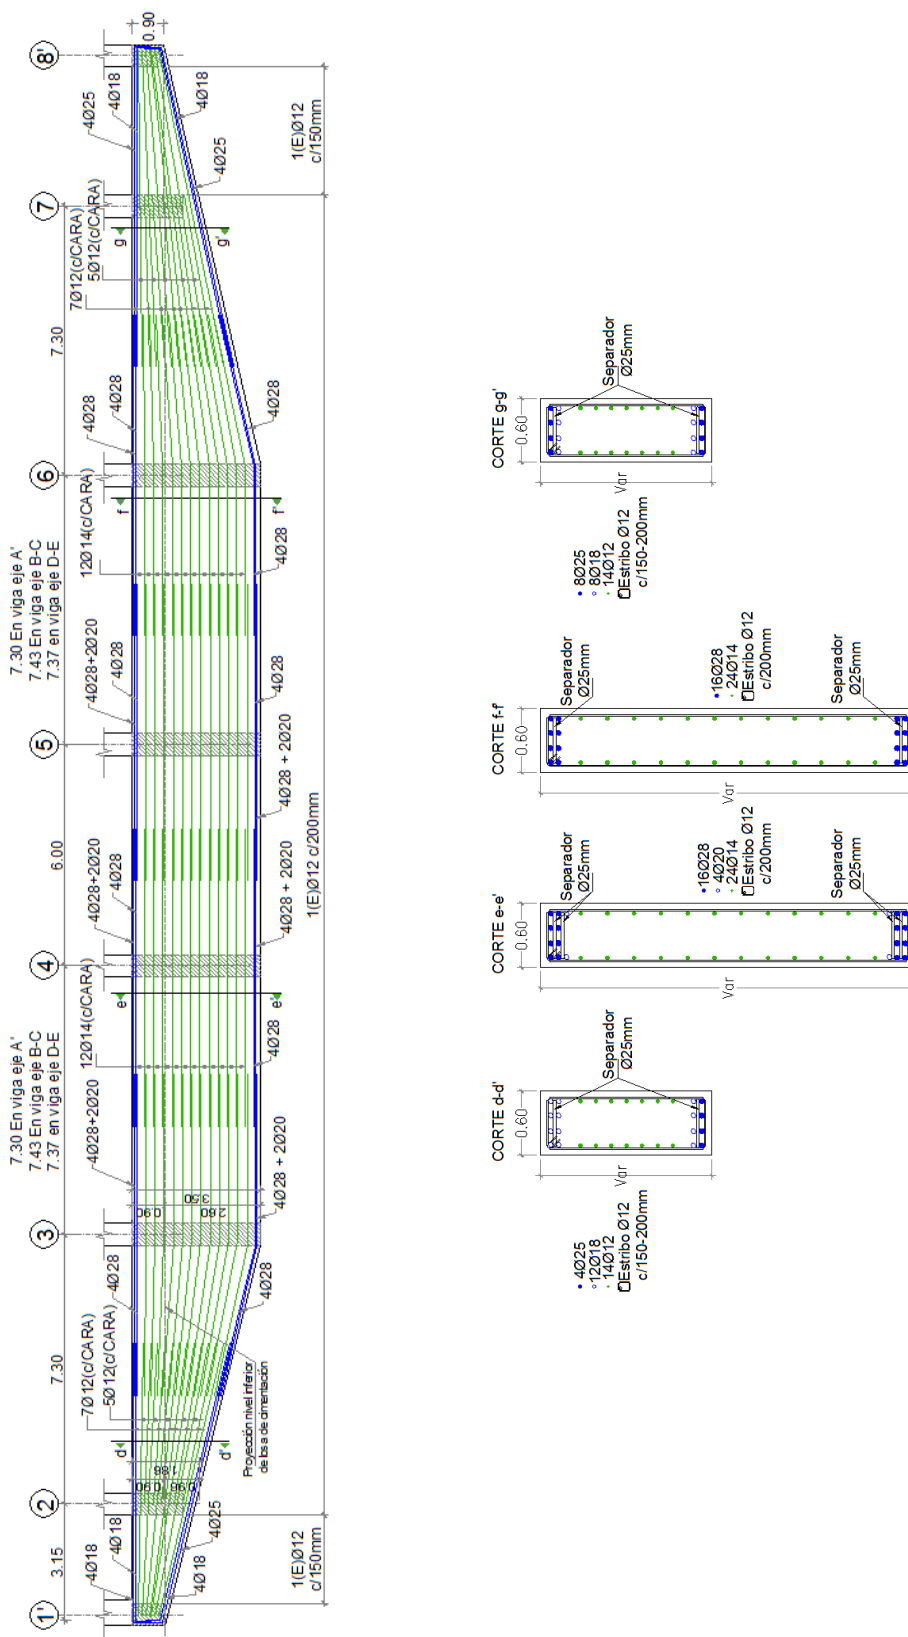 7.30 En viga eje A'
7.43 En viga eje B-C
7.37 en viga eje D-E
7.30 En viga eje A'
7.43 En viga eje B-C
7.37 en viga eje D-E
1'
2
3
4
5
6
7
8'
3.15
7.30
6.00
7.30
4Ø18
4Ø18
7Ø12(c/CARA)
5Ø12(c/CARA)
4Ø28
4Ø28+2Ø20
12Ø14(c/CARA)
4Ø28+2Ø20
4Ø28
4Ø28+2Ø20
4Ø28
12Ø14(c/CARA)
4Ø28
4Ø28
7Ø12(c/CARA)
5Ø12(c/CARA)
4Ø25
4Ø18
0.90
d
e
f
g
0.90
0.96
1.86
0.90
2.60
3.50
d'
e'
f'
g'
4Ø18
4Ø25
Proyección nivel inferior
de losa de cimentación
4Ø28
4Ø28 + 2Ø20
4Ø28
4Ø28 + 2Ø20
4Ø28 + 2Ø20
4Ø28
4Ø28
4Ø28
4Ø25
4Ø18
1(E)Ø12
c/150mm
1(E)Ø12 c/200mm
1(E)Ø12
c/150mm
CORTE d-d'
0.60
Var
Separador
Ø25mm
4Ø25
12Ø18
14Ø12
Estribo Ø12
c/150-200mm
CORTE e-e'
0.60
Var
Separador
Ø25mm
16Ø28
4Ø20
24Ø14
Estribo Ø12
c/200mm
Separador
Ø25mm
CORTE f-f'
0.60
Var
Separador
Ø25mm
16Ø28
24Ø14
Estribo Ø12
c/200mm
Separador
Ø25mm
CORTE g-g'
0.60
Var
Separador
Ø25mm
8Ø25
8Ø18
14Ø12
Estribo Ø12
c/150-200mm